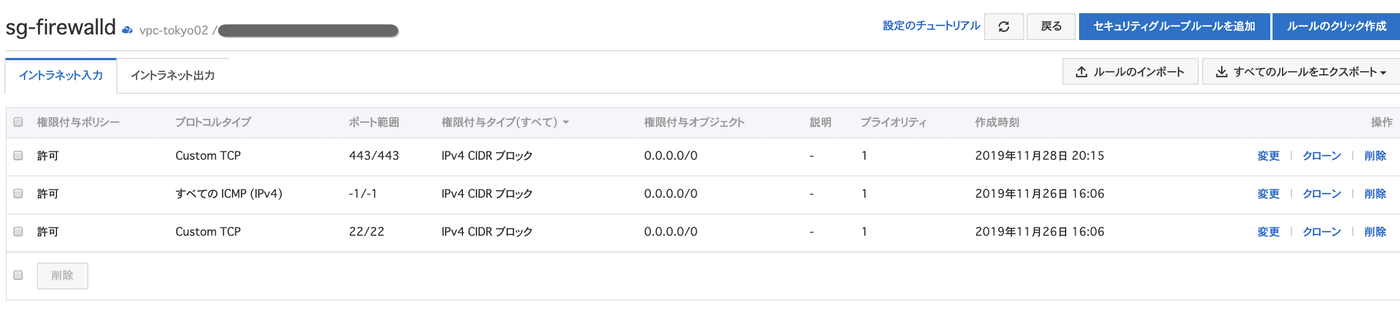 sg-firewalld vpc-tokyo02 / 設定のチュートリアル 戻る セキュリティグループルールを追加 ルールのクリック作成
イントラネット入力 イントラネット出力 ルールのインポート すべてのルールをエクスポート
権限付与ポリシー プロトコルタイプ ポート範囲 権限付与タイプ(すべて) 権限付与オブジェクト 説明 プライオリティ 作成時刻 操作
許可 Custom TCP 443/443 IPv4 CIDR ブロック 0.0.0.0/0 - 1 2019年11月28日 20:15 変更 | クローン | 削除
許可 すべての ICMP (IPv4) -1/-1 IPv4 CIDR ブロック 0.0.0.0/0 - 1 2019年11月26日 16:06 変更 | クローン | 削除
許可 Custom TCP 22/22 IPv4 CIDR ブロック 0.0.0.0/0 - 1 2019年11月26日 16:06 変更 | クローン | 削除
削除